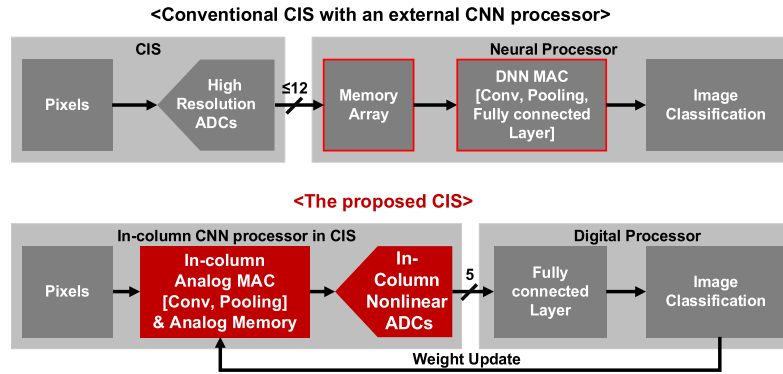 <Conventional CIS with an external CNN processor>
CIS
Neural Processor
Pixels
High
Resolution
ADCs
≤12
Memory
Array
DNN MAC
[Conv, Pooling,
Fully connected
Layer]
Image
Classification
<The proposed CIS>
In-column CNN processor in CIS
Digital Processor
Pixels
In-column
Analog MAC
[Conv, Pooling]
& Analog Memory
In-
Column
Nonlinear
ADCs
5
Fully
connected
Layer
Image
Classification
Weight Update